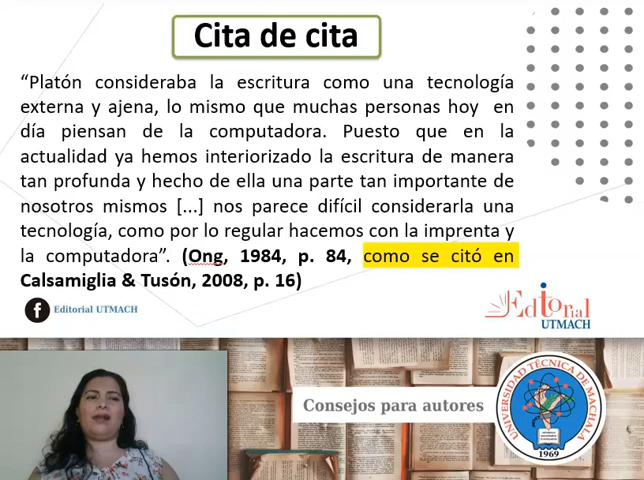 Cita de cita
“Platón consideraba la escritura como una tecnología
externa y ajena, lo mismo que muchas personas hoy en
día piensan de la computadora. Puesto que en la
actualidad ya hemos interiorizado la escritura de manera
tan profunda y hecho de ella una parte tan importante de
nosotros mismos [...] nos parece difícil considerarla una
tecnología, como por lo regular hacemos con la imprenta y
la computadora”. (Ong, 1984, p. 84, como se citó en
Calsamiglia & Tusón, 2008, p. 16)
f Editorial UTMACH
Editorial
UTMACH
Consejos para autores
UNIVERSIDAD TÉCNICA DE MACHALA
1969